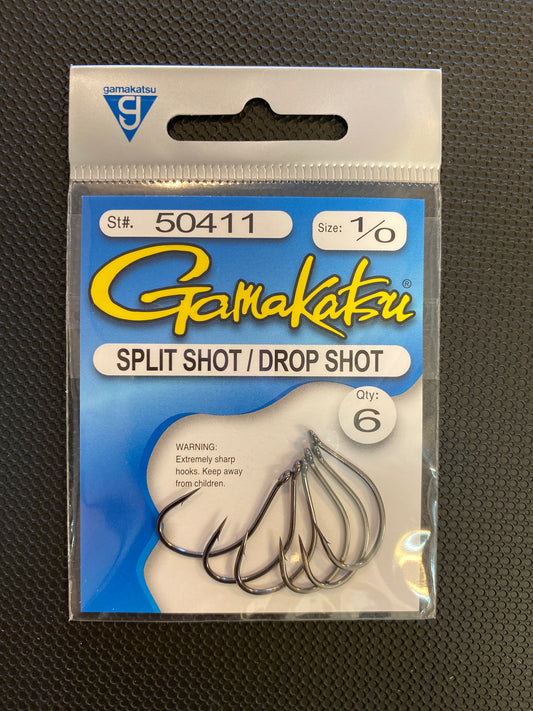 gamakatsu
g
St#. 50411
Size: 1/0
Gamakatsu®
SPLIT SHOT / DROP SHOT
Qty:
6
WARNING:
Extremely sharp
hooks. Keep away
from children.